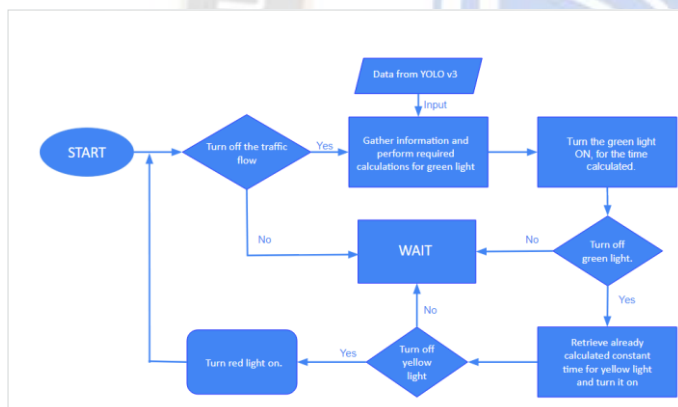 Data from YOLO v3
Input
START
Turn off the traffic
flow
Yes
Gather information and
perform required
calculations for green light
Turn the green light
ON, for the time
calculated.
No
WAIT
No
Turn off
green light.
Yes
No
Turn red light on.
Yes
Turn off
yellow
light
Retrieve already
calculated constant
time for yellow light
and turn it on